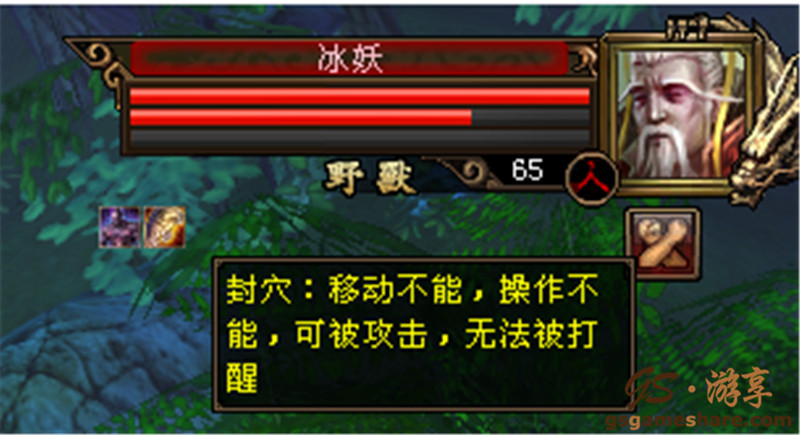 冰妖
野獸
65
人
封穴：移动不能，操作不
能，可被攻击，无法被打
醒
GS·游享
gsgameshare.com